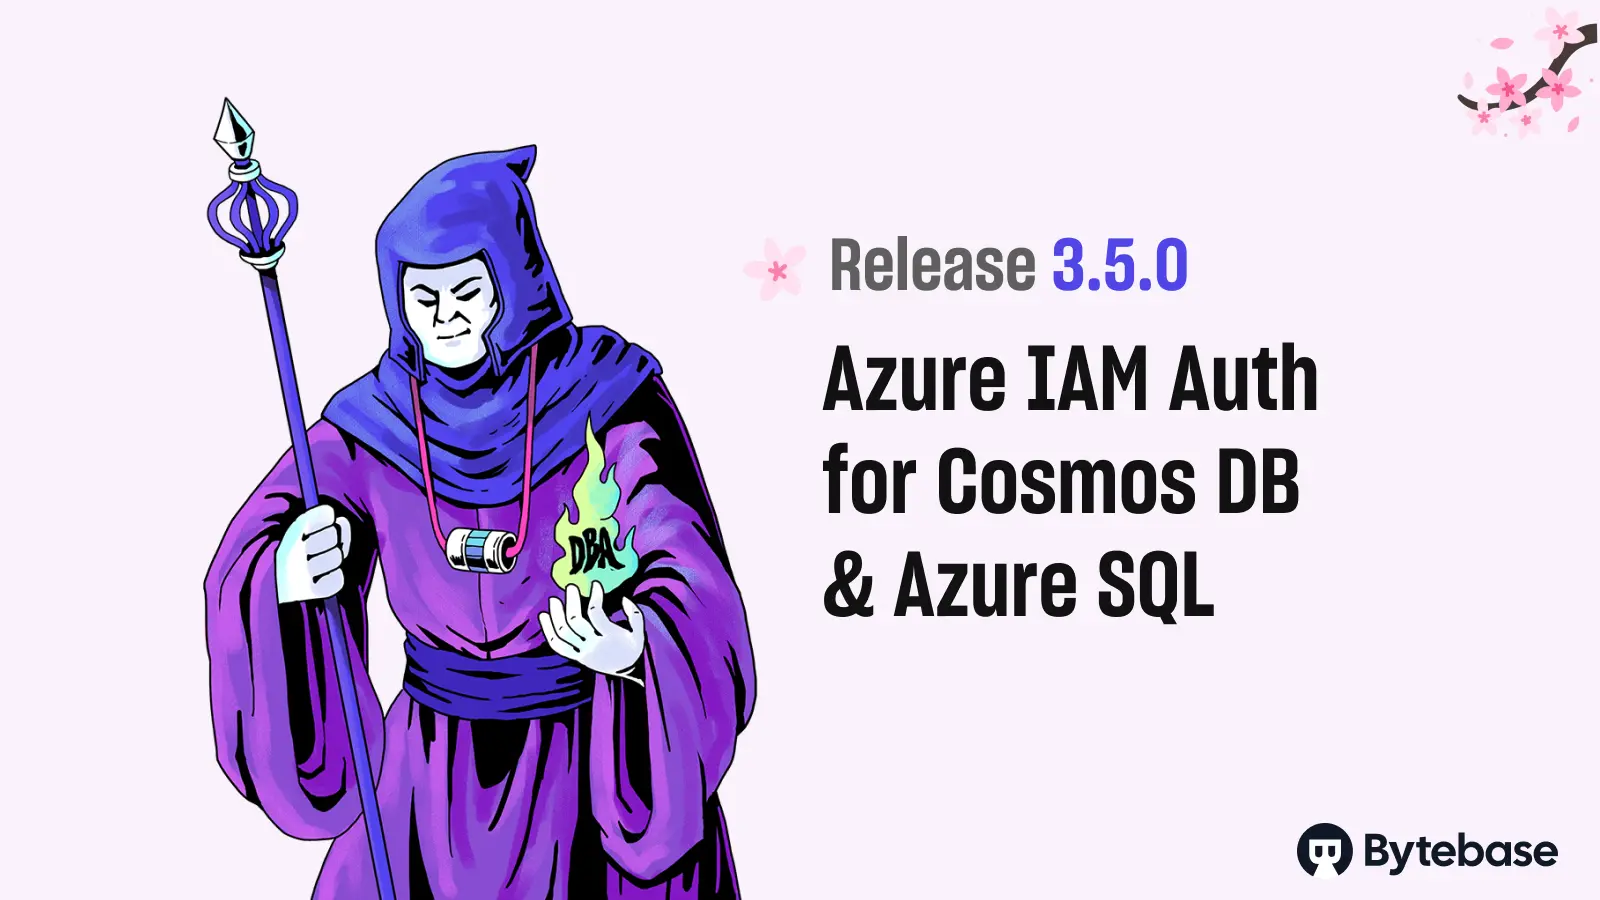 Release 3.5.0
Azure IAM Auth
for Cosmos DB
& Azure SQL
DBA
Bytebase